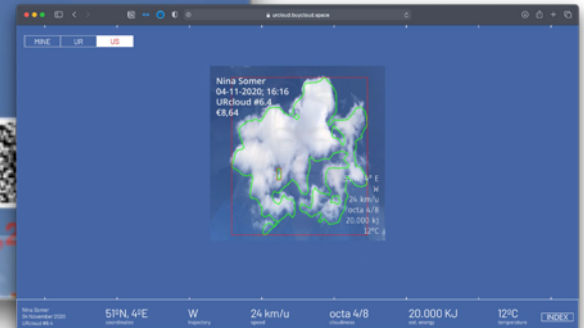 urcloud.buycloud.space
MINE
UR
US
Nina Somer
04-11-2020; 16:16
URcloud #6.4
€8,64
W
24 km/u
octa 4/8
20.000 kj
12°C
Nina Somer
04 November 2020
URcloud #6.4
51ºN, 4ºE
coordinates
W
trajectory
24 km/u
speed
octa 4/8
cloudiness
20.000 KJ
est. energy
12ºC
temperature
INDEX